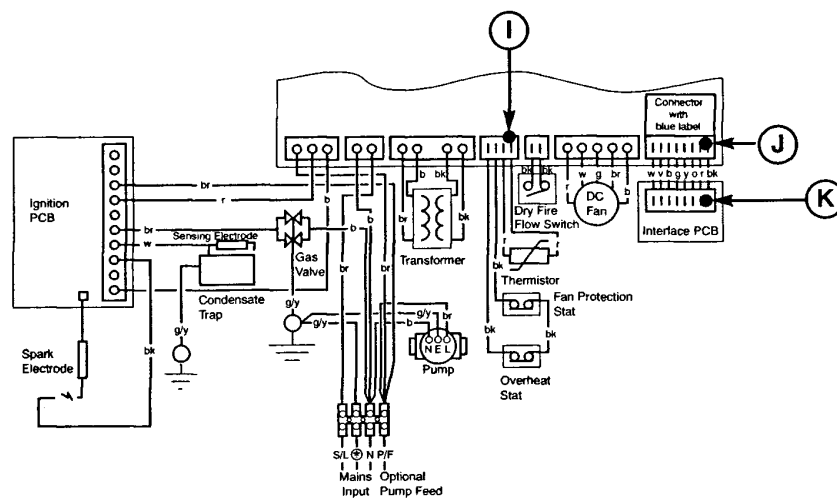 I
Connector
with
blue label
J
b b bk
bk bk
r w g br b
w v b g y o r bk
K
Ignition
PCB
br
r
b
br
w
Sensing Electrode
Gas
Valve
b
b
br
br
bk
br
Transformer
Dry Fire
Flow Switch
DC
Fan
Interface PCB
Condensate
Trap
bk
Thermistor
Fan Protection
Stat
g/y
g/y
g/y
b
br
N E L
Pump
bk
bk
Overheat
Stat
Spark
Electrode
bk
S/L N P/F
Mains
Input
Optional
Pump Feed